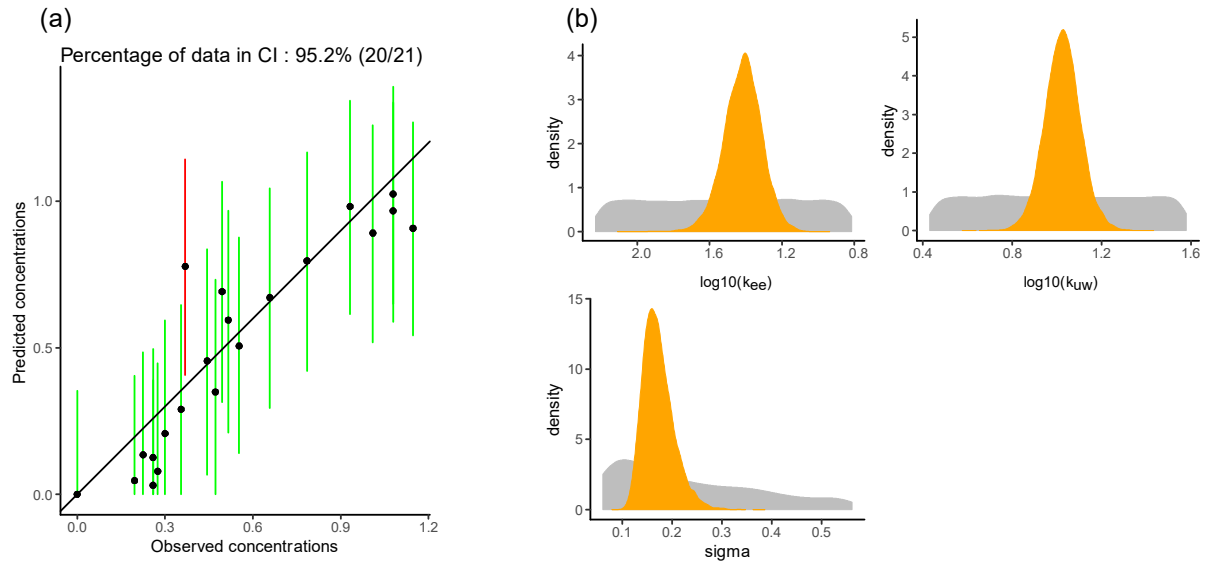 (a)
Percentage of data in CI : 95.2% (20/21)
Predicted concentrations
1.0
0.5
0.0
0.0 0.3 0.6 0.9 1.2
Observed concentrations
(b)
density
4
3
2
1
0
2.0 1.6 1.2 0.8
log10(kee)
density
5
4
3
2
1
0
0.4 0.8 1.2 1.6
log10(kuw)
density
15
10
5
0
0.1 0.2 0.3 0.4 0.5
sigma